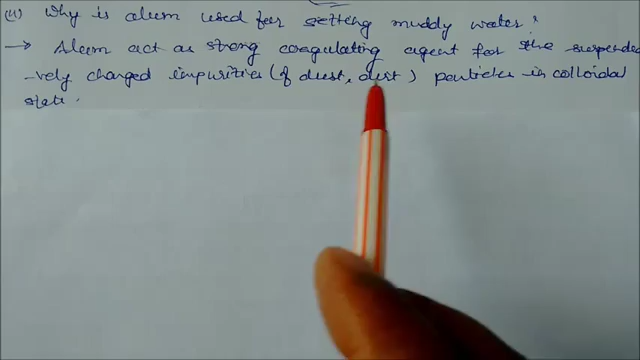 (ii) Why is alum used for setting muddy water?
→ Alum act as strong coagulating agent for the suspended
-vely charged impurities (of dust, dist) particles in colloidal
state.